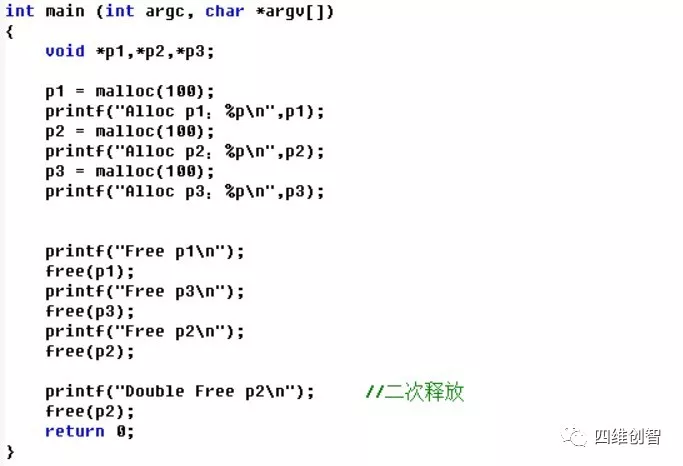 int main (int argc, char *argv[])
{
    void *p1,*p2,*p3;
    p1 = malloc(100);
    printf("Alloc p1：%p\n",p1);
    p2 = malloc(100);
    printf("Alloc p2：%p\n",p2);
    p3 = malloc(100);
    printf("Alloc p3：%p\n",p3);
    printf("Free p1\n");
    free(p1);
    printf("Free p3\n");
    free(p3);
    printf("Free p2\n");
    free(p2);
    printf("Double Free p2\n");     //二次释放
    free(p2);
    return 0;
}
四维创智